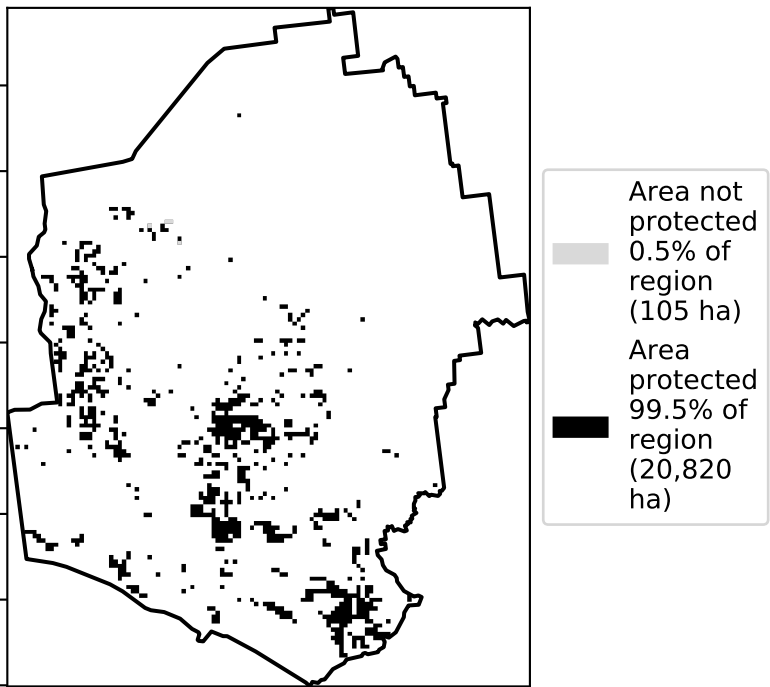 Area not
protected
0.5% of
region
(105 ha)
Area
protected
99.5% of
region
(20,820
ha)